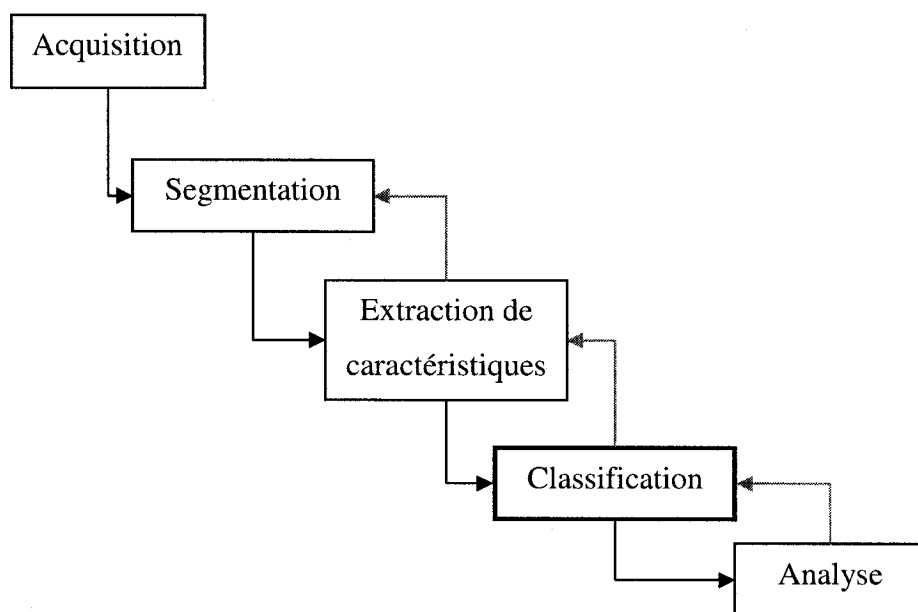 Acquisition
Segmentation
Extraction de
caractéristiques
Classification
Analyse